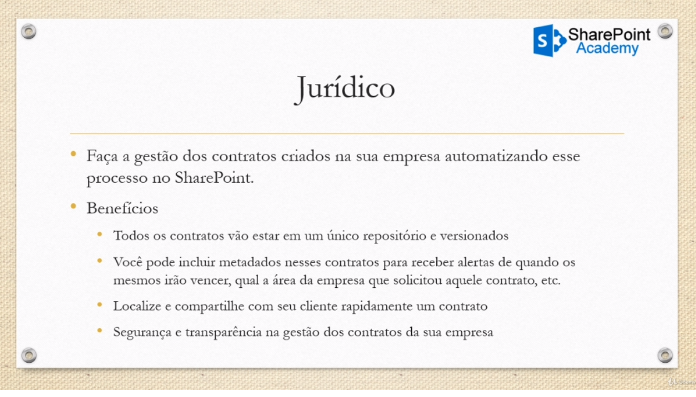 SharePoint
Academy
Jurídico
• Faça a gestão dos contratos criados na sua empresa automatizando esse
processo no SharePoint.
• Benefícios
• Todos os contratos vão estar em um único repositório e versionados
• Você pode incluir metadados nesses contratos para receber alertas de quando os
mesmos irão vencer, qual a área da empresa que solicitou aquele contrato, etc.
• Localize e compartilhe com seu cliente rapidamente um contrato
• Segurança e transparência na gestão dos contratos da sua empresa